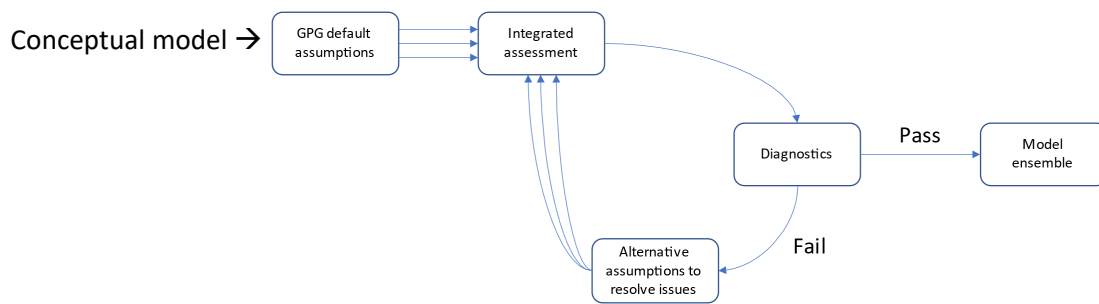 Conceptual model →
GPG default
assumptions
Integrated
assessment
Diagnostics
Pass
Model
ensemble
Fail
Alternative
assumptions to
resolve issues